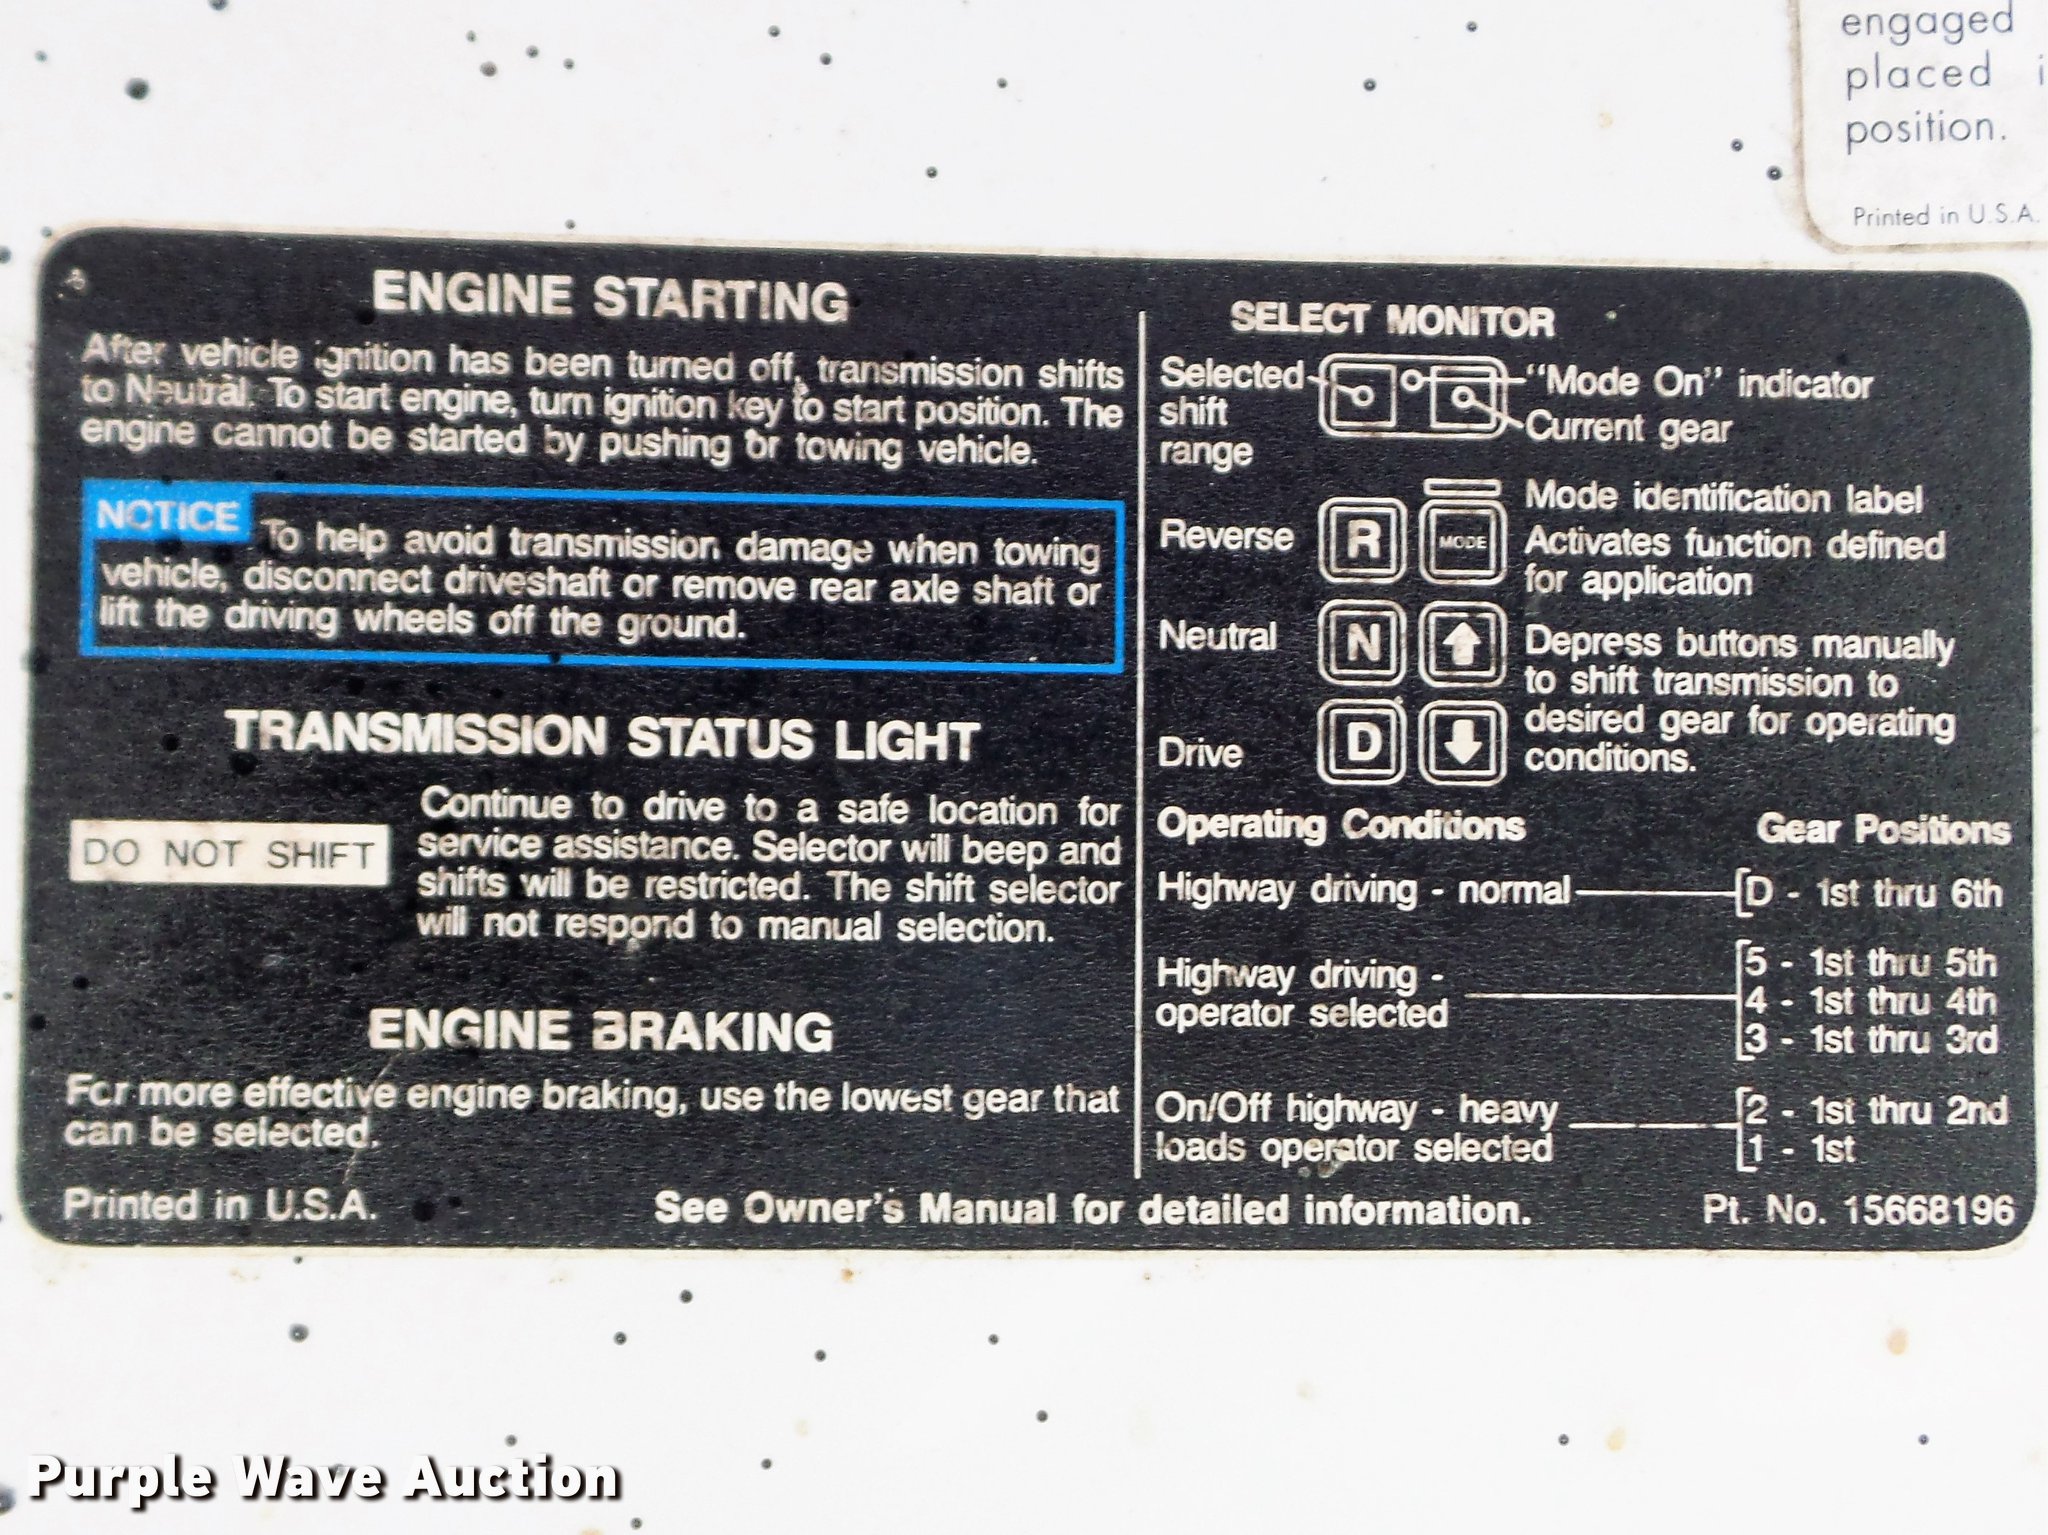 engaged
placed
position.
Printed in U.S.A.
ENGINE STARTING
After vehicle ignition has been turned off, transmission shifts
to Neutral. To start engine, turn ignition key to start position. The
engine cannot be started by pushing or towing vehicle.
NOTICE
To help avoid transmission damage when towing
vehicle, disconnect driveshaft or remove rear axle shaft or
lift the driving wheels off the ground.
TRANSMISSION STATUS LIGHT
DO NOT SHIFT
Continue to drive to a safe location for
service assistance. Selector will beep and
shifts will be restricted. The shift selector
will not respond to manual selection.
ENGINE BRAKING
For more effective engine braking, use the lowest gear that
can be selected.
SELECT MONITOR
Selected
shift
range
"Mode On" indicator
Current gear
Mode identification label
Reverse R MODE Activates function defined
for application
Neutral N Depress buttons manually
to shift transmission to
desired gear for operating
conditions.
Drive D
Operating Conditions Gear Positions
Highway driving - normal D - 1st thru 6th
Highway driving -
operator selected
5 - 1st thru 5th
4 - 1st thru 4th
3 - 1st thru 3rd
On/Off highway - heavy
loads operator selected
2 - 1st thru 2nd
1 - 1st
Printed in U.S.A. See Owner's Manual for detailed information. Pt. No. 15668196
Purple Wave Auction